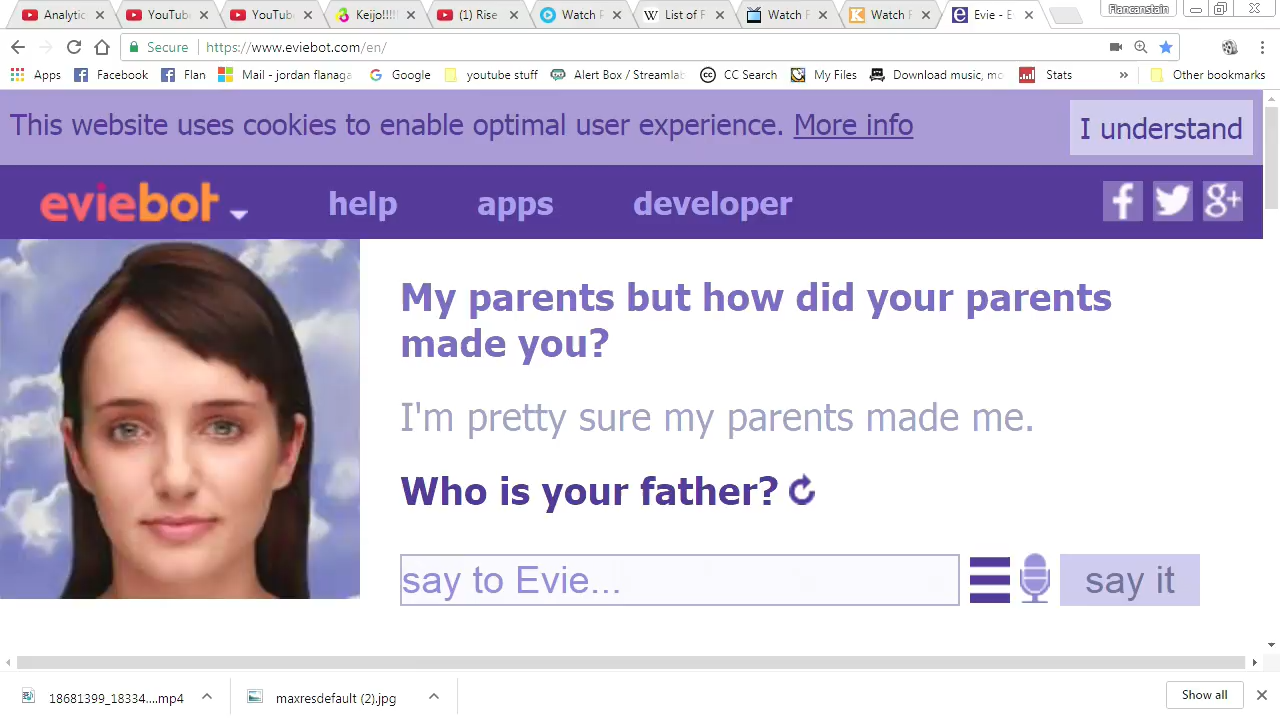 Analytic
YouTub
YouTub
Keijo!!!!
(1) Rise
Watch F
List of F
Watch F
Watch F
Evie - E
Flancanstain
Secure
https://www.eviebot.com/en/
Apps
Facebook
Flan
Mail - jordan flanaga
Google
youtube stuff
Alert Box / Streamlab
CC Search
My Files
Download music, mo
Stats
»
Other bookmarks
This website uses cookies to enable optimal user experience. More info
I understand
eviebot
help
apps
developer
My parents but how did your parents
made you?
I'm pretty sure my parents made me.
Who is your father?
say to Evie...
say it
18681399_18334....mp4
maxresdefault (2).jpg
Show all